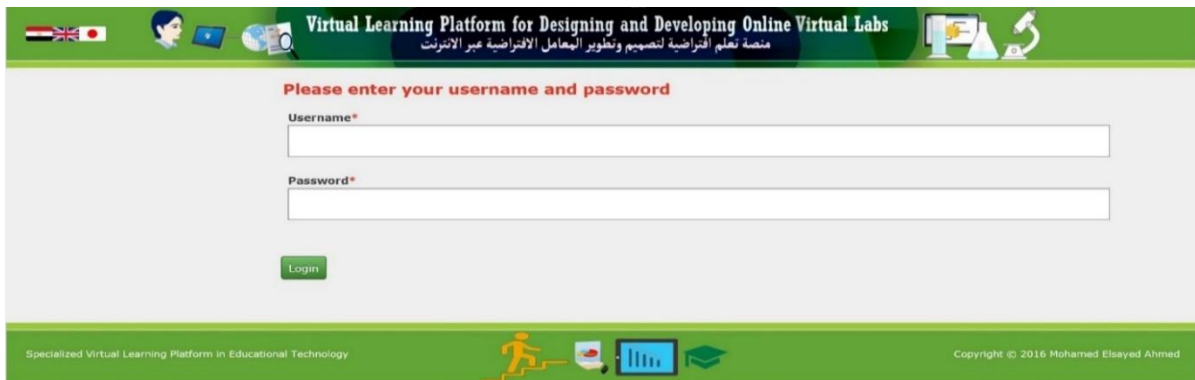 Virtual Learning Platform for Designing and Developing Online Virtual Labs
منصة تعلم افتراضية لتصميم وتطوير المعامل الافتراضية عبر الانترنت
Please enter your username and password
Username*
Password*
Login
Specialized Virtual Learning Platform in Educational Technology
Copyright © 2016 Mohamed Elsayed Ahmed